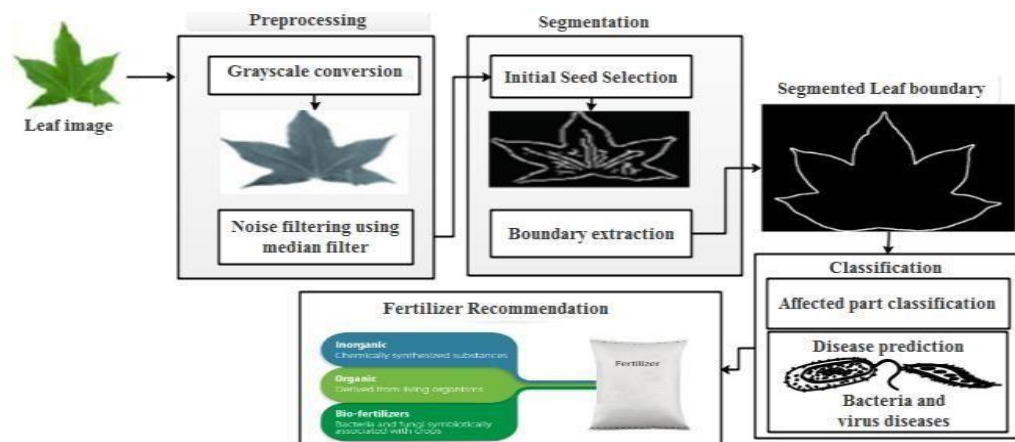 Preprocessing
Segmentation
Leaf image
Grayscale conversion
Noise filtering using
median filter
Initial Seed Selection
Boundary extraction
Segmented Leaf boundary
Classification
Affected part classification
Disease prediction
Bacteria and
virus diseases
Fertilizer Recommendation
Inorganic
Chemically synthesized substances
Organic
Derived from living organisms
Bio-fertilizers
Bacteria and fungi symbiotically
associated with crops
Fertilizer